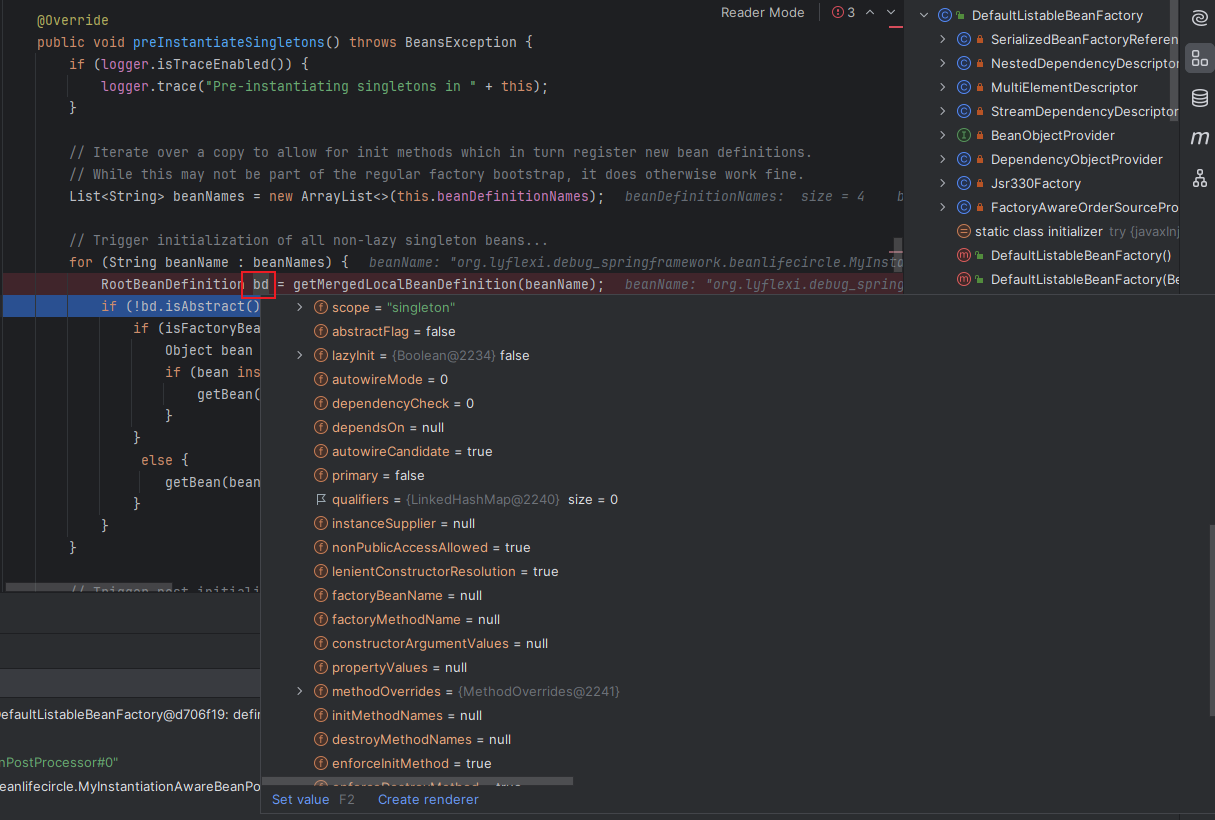 @Override
Reader Mode
3
public void preInstantiateSingletons() throws BeansException {
if (logger.isTraceEnabled()) {
logger.trace("Pre-instantiating singletons in " + this);
}
// Iterate over a copy to allow for init methods which in turn register new bean definitions.
// While this may not be part of the regular factory bootstrap, it does otherwise work fine.
List<String> beanNames = new ArrayList<>(this.beanDefinitionNames);   beanDefinitionNames:  size = 4    b
// Trigger initialization of all non-lazy singleton beans...
for (String beanName : beanNames) {   beanName: "org.lyflexi.debug_springframework.beanlifecircle.MyInsta
RootBeanDefinition bd = getMergedLocalBeanDefinition(beanName);   beanName: "org.lyflexi.debug_spring
if (!bd.isAbstract()
if (isFactoryBea
Object bean
if (bean ins
getBean(
}
}
else {
getBean(bean
}
}
}
// Trigger post-initiali
DefaultListableBeanFactory
SerializedBeanFactoryReferen
NestedDependencyDescriptor
MultiElementDescriptor
StreamDependencyDescriptor
BeanObjectProvider
DependencyObjectProvider
Jsr330Factory
FactoryAwareOrderSourcePro
static class initializer try {javaxInj
DefaultListableBeanFactory()
DefaultListableBeanFactory(Be
m
scope = "singleton"
abstractFlag = false
lazyInit = {Boolean@2234} false
autowireMode = 0
dependencyCheck = 0
dependsOn = null
autowireCandidate = true
primary = false
qualifiers = {LinkedHashMap@2240}  size = 0
instanceSupplier = null
nonPublicAccessAllowed = true
lenientConstructorResolution = true
factoryBeanName = null
factoryMethodName = null
constructorArgumentValues = null
propertyValues = null
methodOverrides = {MethodOverrides@2241}
initMethodNames = null
destroyMethodNames = null
enforceInitMethod = true
enforceDestroyMethod = true
Set value F2 Create renderer
DefaultListableBeanFactory@d706f19: defin
nPostProcessor#0"
eanlifecircle.MyInstantiationAwareBeanPo